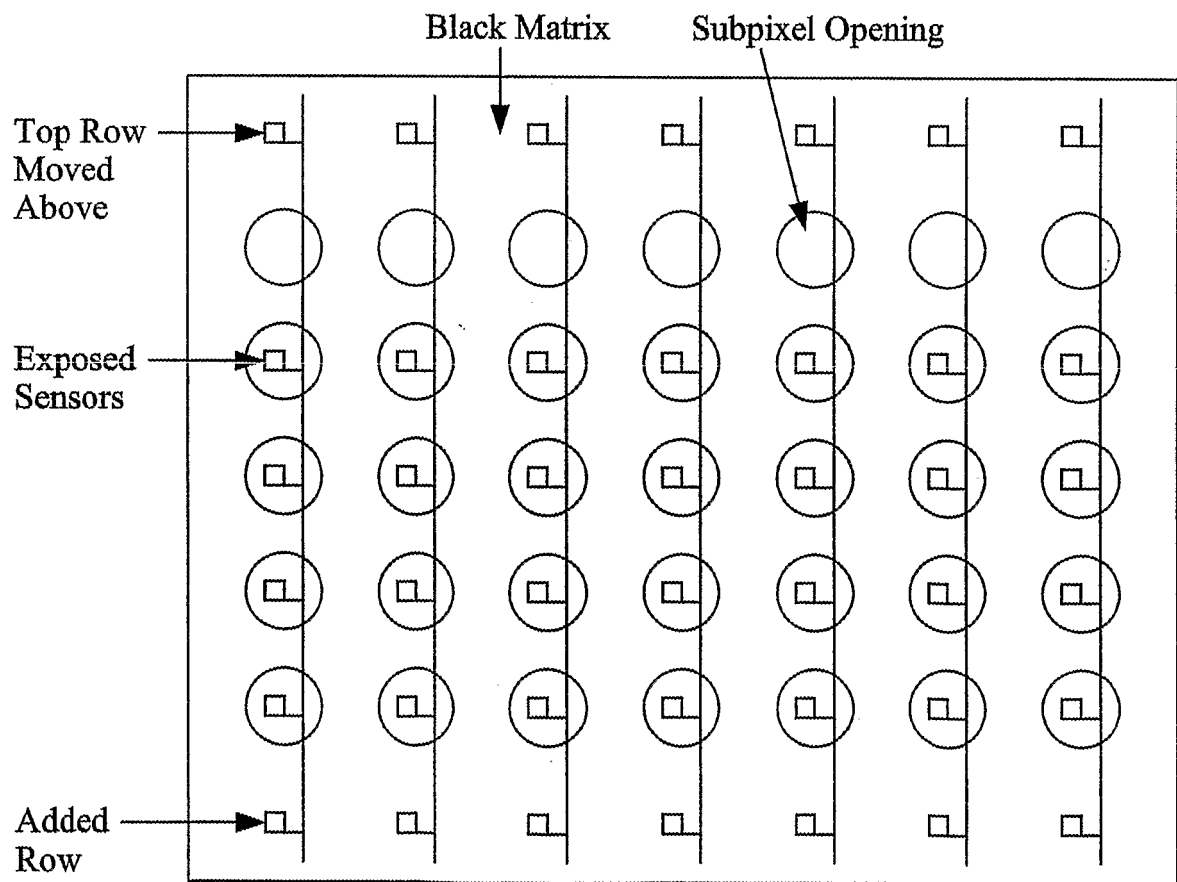 Black Matrix
Subpixel Opening
Top Row
Moved
Above
Exposed
Sensors
Added
Row